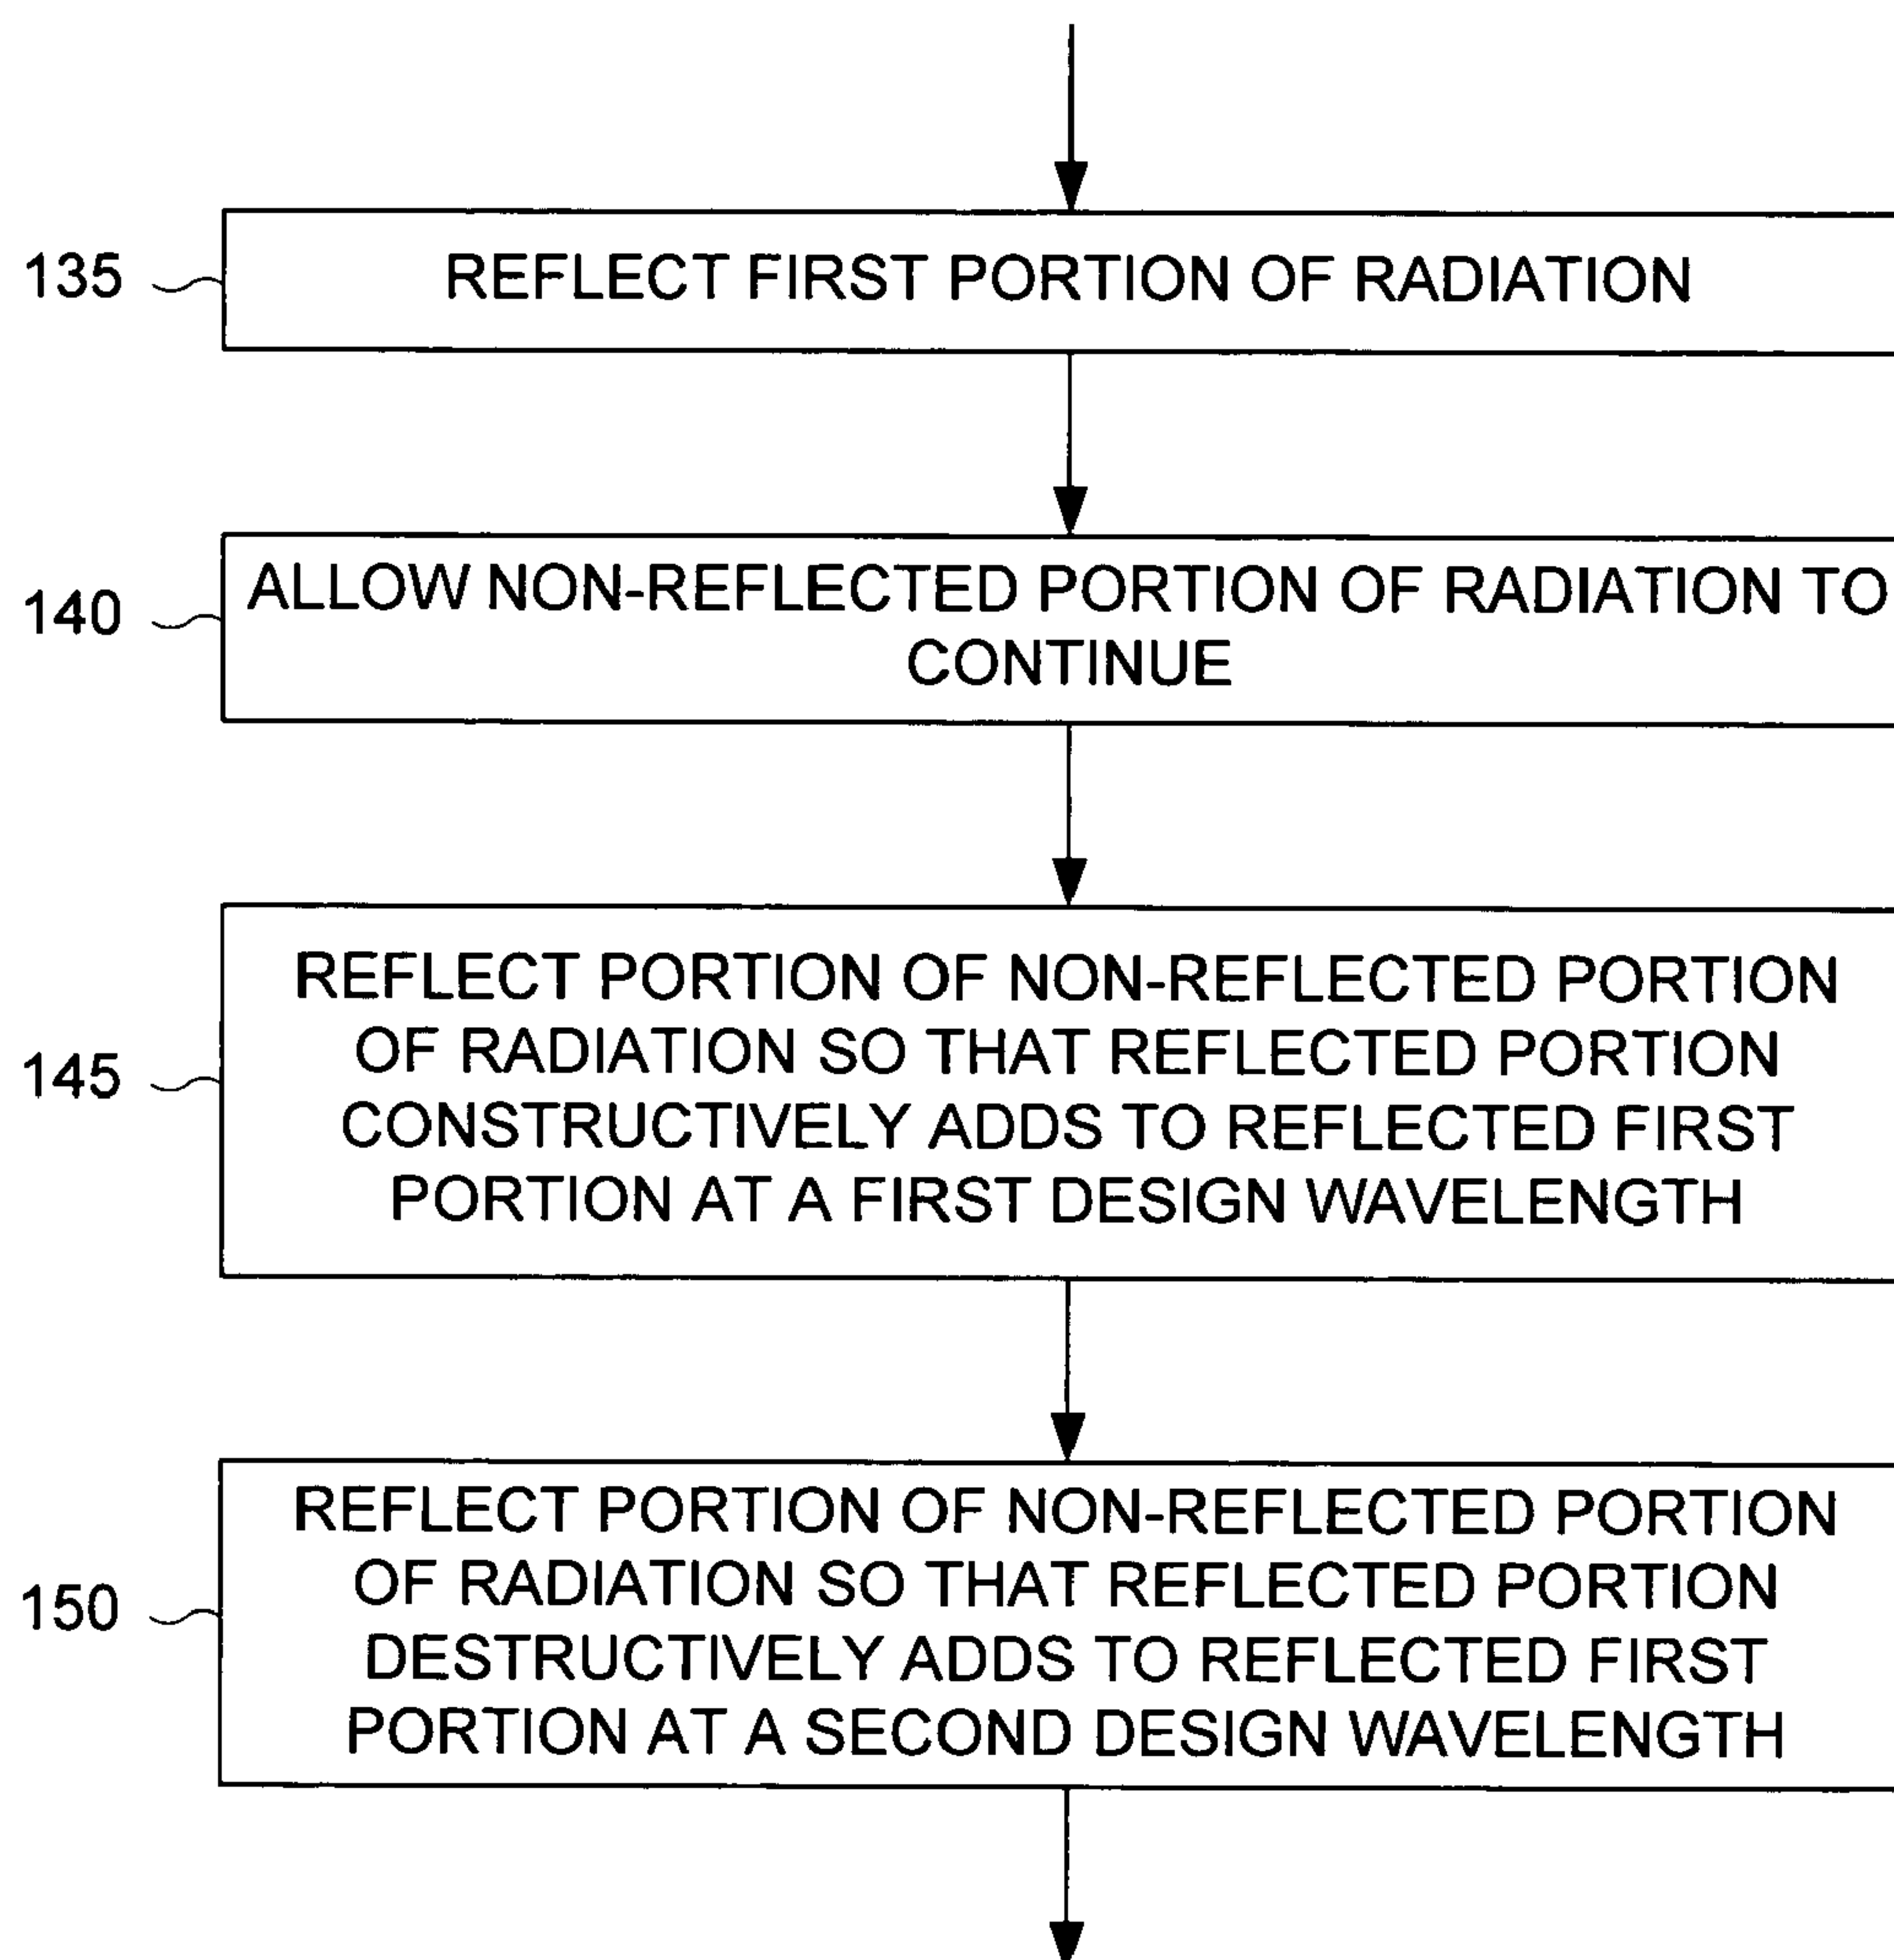 135
REFLECT FIRST PORTION OF RADIATION
140
ALLOW NON-REFLECTED PORTION OF RADIATION TO
CONTINUE
145
REFLECT PORTION OF NON-REFLECTED PORTION
OF RADIATION SO THAT REFLECTED PORTION
CONSTRUCTIVELY ADDS TO REFLECTED FIRST
PORTION AT A FIRST DESIGN WAVELENGTH
150
REFLECT PORTION OF NON-REFLECTED PORTION
OF RADIATION SO THAT REFLECTED PORTION
DESTRUCTIVELY ADDS TO REFLECTED FIRST
PORTION AT A SECOND DESIGN WAVELENGTH